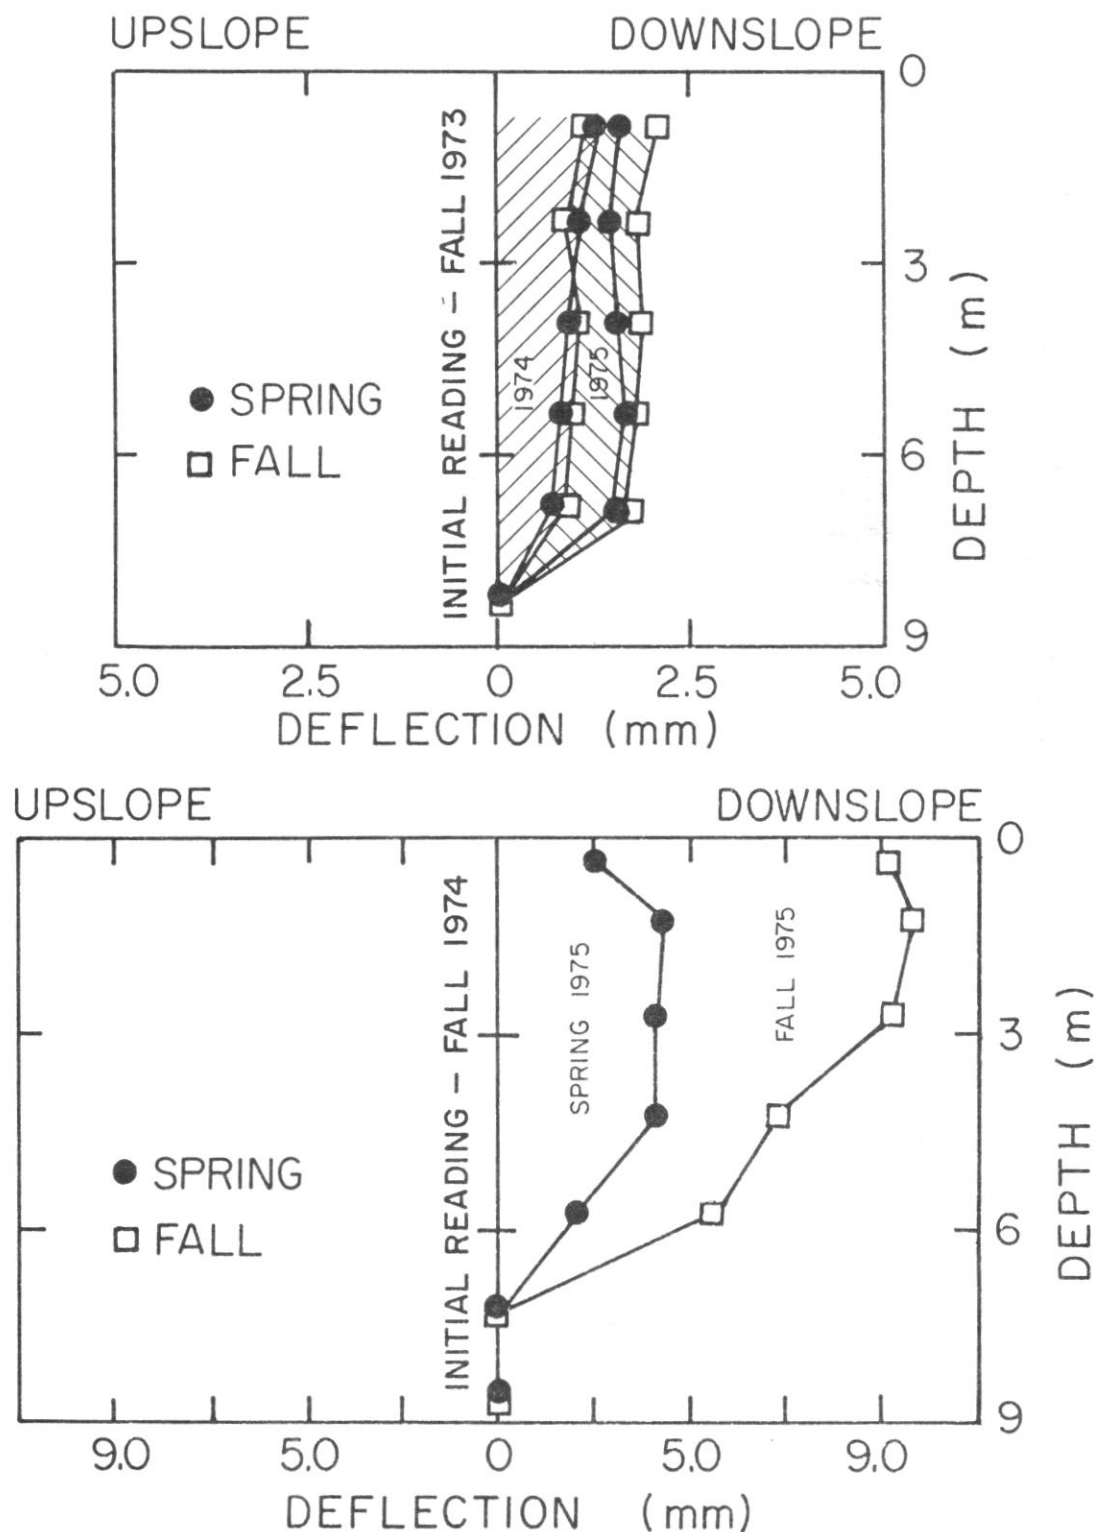 UPSLOPE DOWNSLOPE
INITIAL READING - FALL 1973
1974
1975
SPRING
FALL
0
3
6
9
DEPTH (m)
5.0 2.5 0 2.5 5.0
DEFLECTION (mm)
UPSLOPE DOWNSLOPE
INITIAL READING - FALL 1974
SPRING 1975
FALL 1975
SPRING
FALL
0
3
6
9
DEPTH (m)
9.0 5.0 0 5.0 9.0
DEFLECTION (mm)